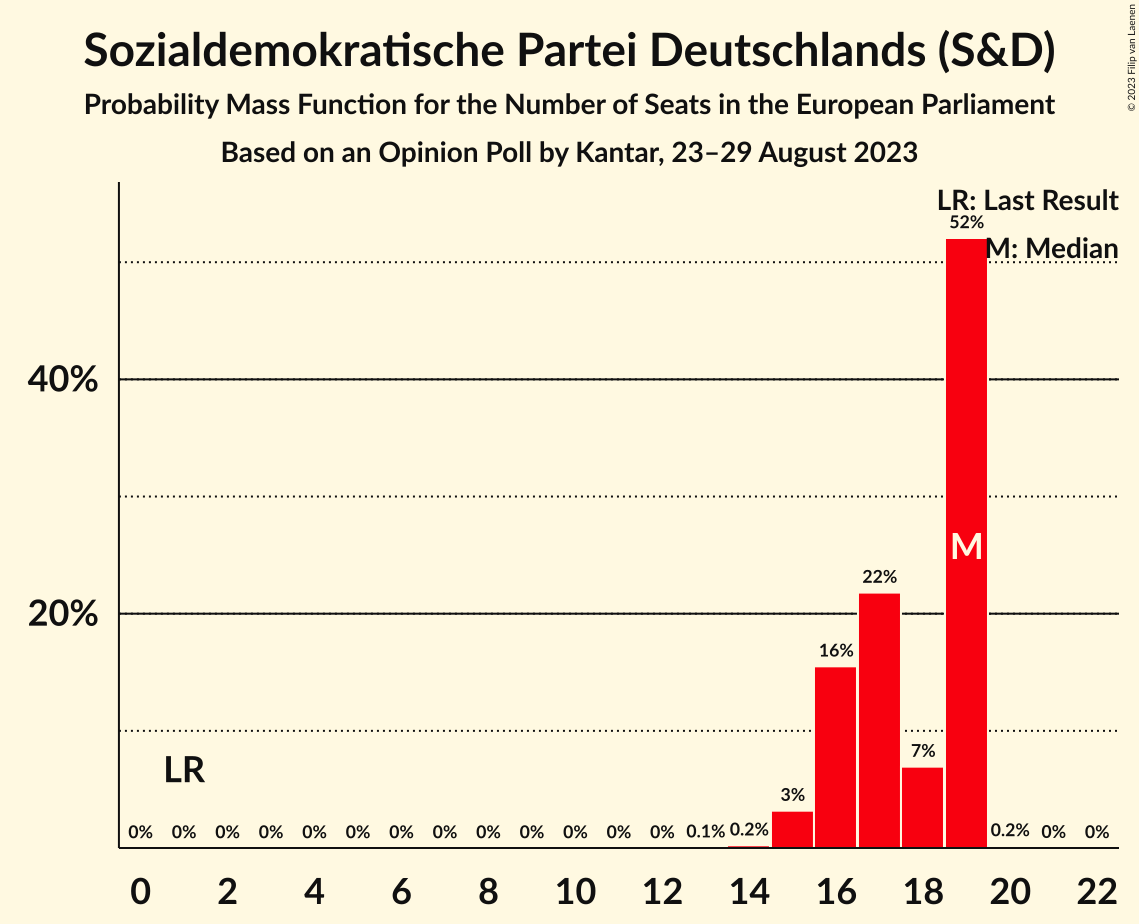 Sozialdemokratische Partei Deutschlands (S&D)
Probability Mass Function for the Number of Seats in the European Parliament
Based on an Opinion Poll by Kantar, 23–29 August 2023
© 2023 Filip van Laenen
LR: Last Result
52%
M: Median
40%
M
22%
20%
16%
7%
LR
3%
0% 0% 0% 0% 0% 0% 0% 0% 0% 0% 0% 0% 0% 0.1% 0.2% 0.2% 0% 0%
0 2 4 6 8 10 12 14 16 18 20 22